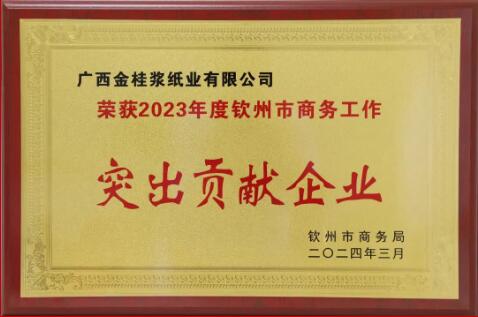 广西金桂浆纸业有限公司
荣获2023年度钦州市商务工作
突出贡献企业
钦州市商务局
二〇二四年三月